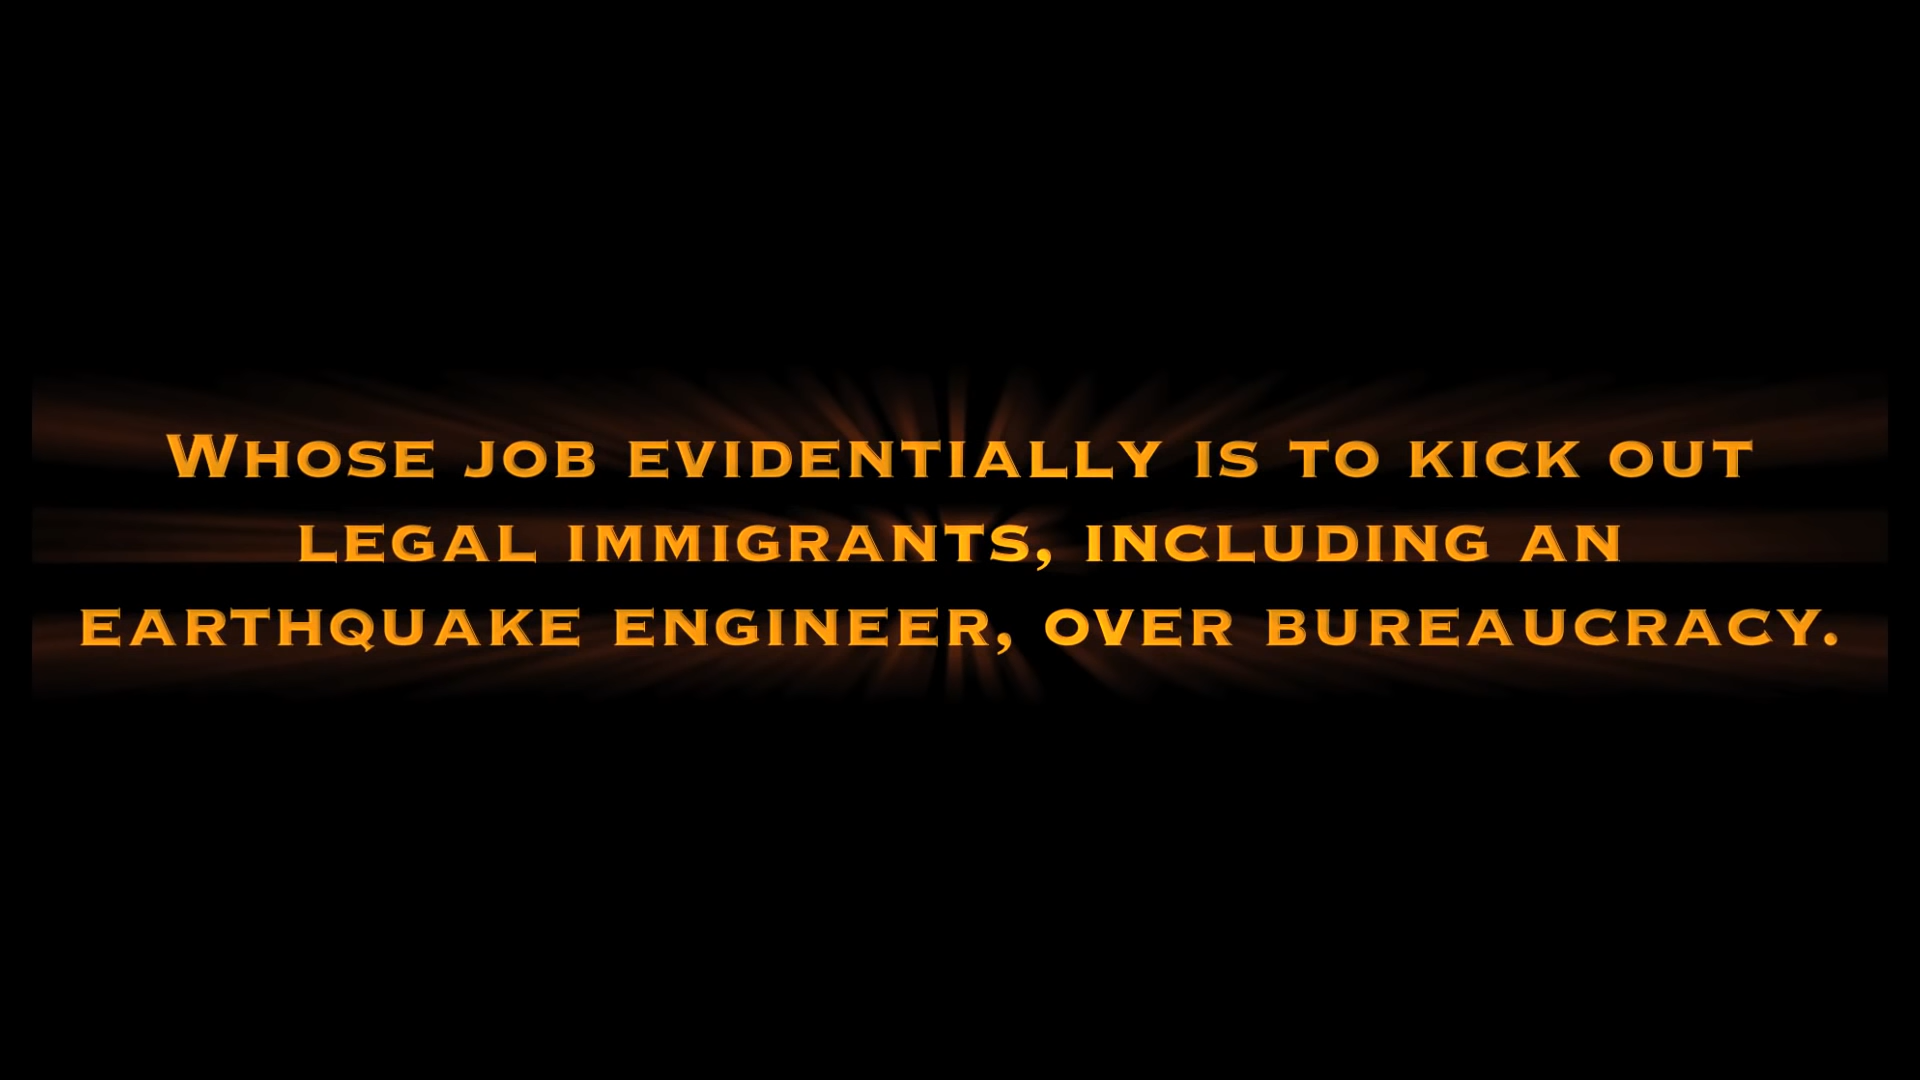 Whose job evidentially is to kick out
legal immigrants, including an
earthquake engineer, over bureaucracy.